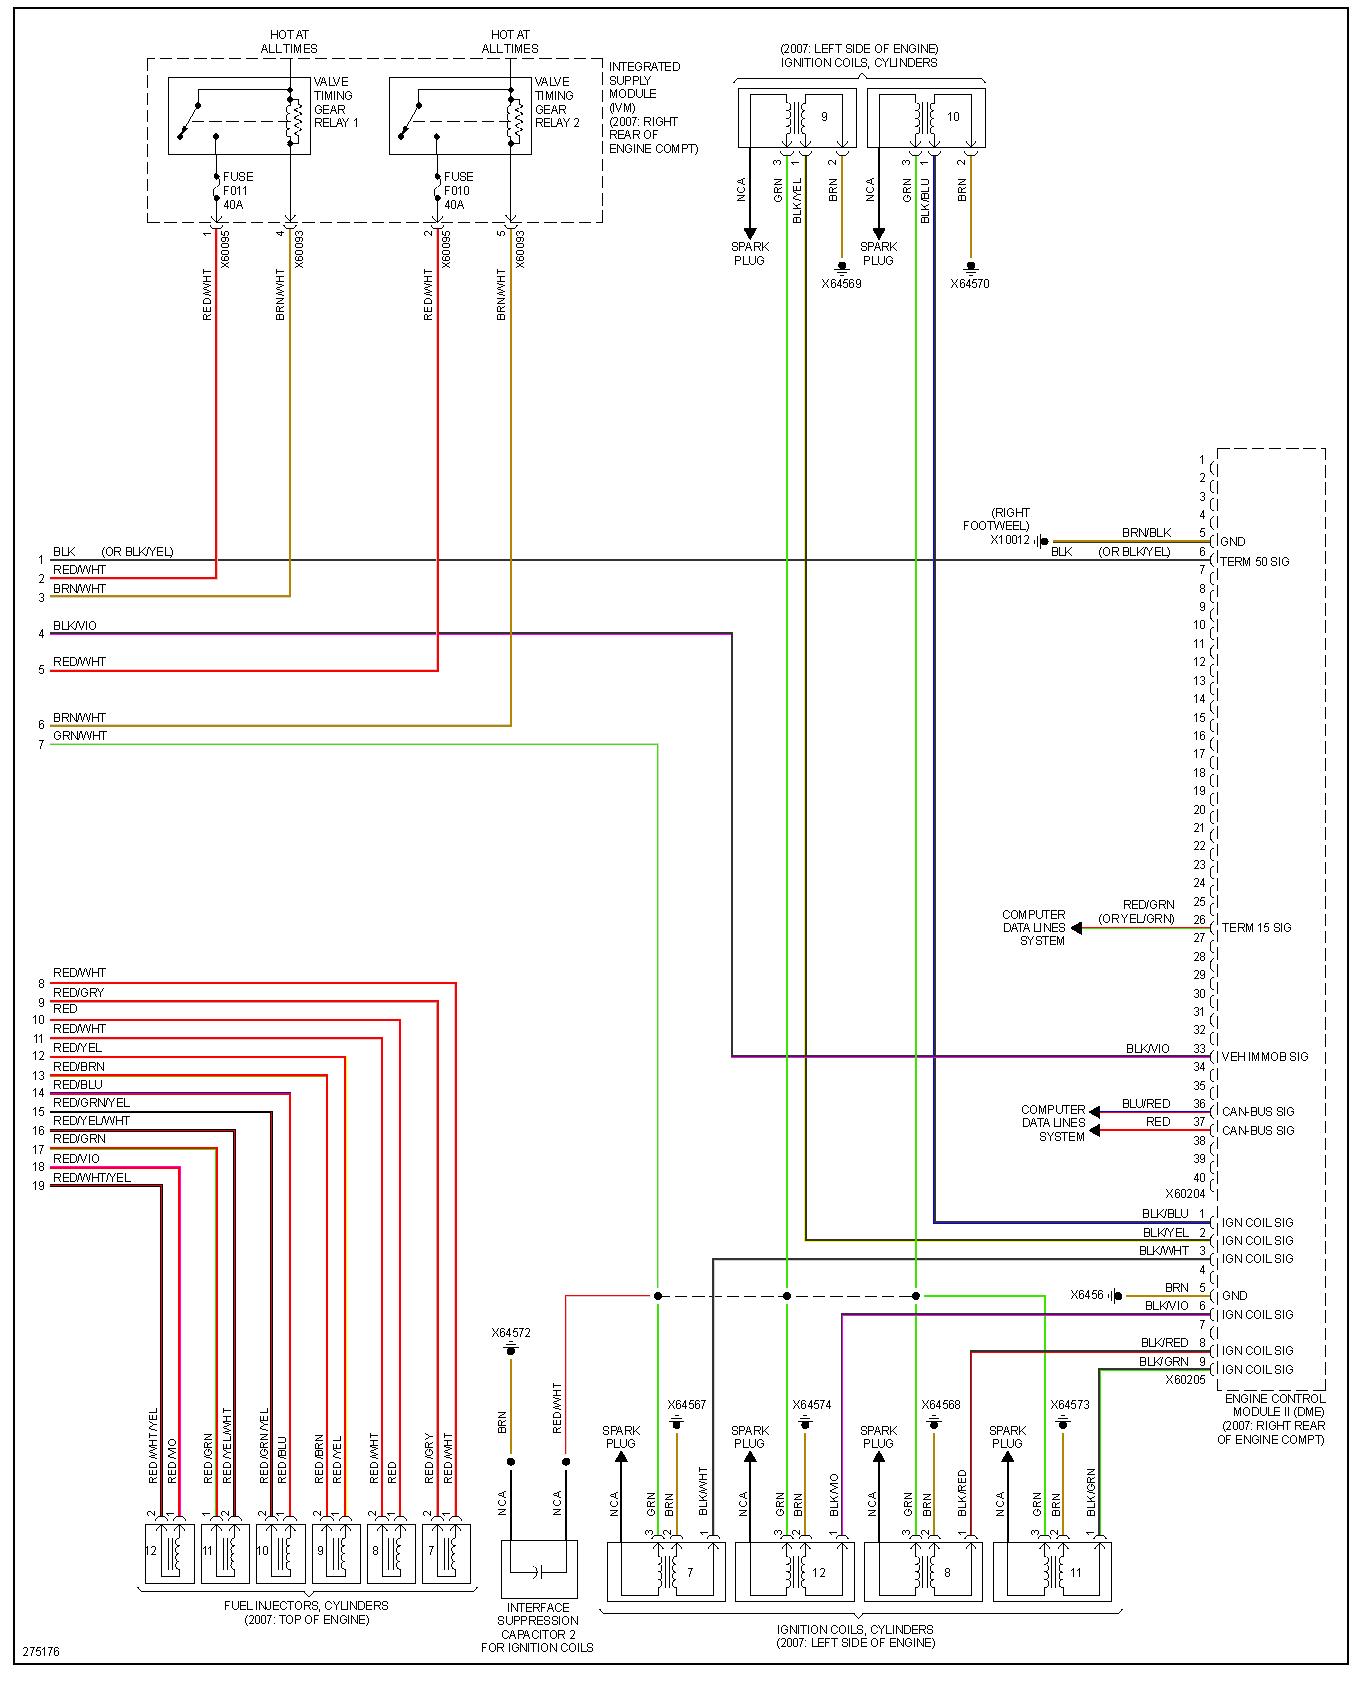 HOT AT
ALL TIMES
HOT AT
ALL TIMES
VALVE
TIMING
GEAR
RELAY 1
VALVE
TIMING
GEAR
RELAY 2
INTEGRATED
SUPPLY
MODULE
(IVM)
(2007: RIGHT
REAR OF
ENGINE COMPT)
FUSE
F011
40A
FUSE
F010
40A
1
X60095
4
X60093
2
X60095
5
X60093
RED/WHT
BRN/WHT
RED/WHT
BRN/WHT
(2007: LEFT SIDE OF ENGINE)
IGNITION COILS, CYLINDERS
9
10
3
1
2
3
1
2
NCA
GRN
BLK/YEL
BRN
NCA
GRN
BLK/BLU
BRN
SPARK
PLUG
SPARK
PLUG
X64569
X64570
1 BLK (OR BLK/YEL)
2 RED/WHT
3 BRN/WHT
4 BLK/VIO
5 RED/WHT
6 BRN/WHT
7 GRN/WHT
8 RED/WHT
9 RED/GRY
10 RED
11 RED/WHT
12 RED/YEL
13 RED/BRN
14 RED/BLU
15 RED/GRN/YEL
16 RED/YEL/WHT
17 RED/GRN
18 RED/VIO
19 RED/WHT/YEL
1
2
3
4
(RIGHT
FOOTWEEL)
X10012
BRN/BLK 5 GND
BLK (OR BLK/YEL) 6 TERM 50 SIG
7
8
9
10
11
12
13
14
15
16
17
18
19
20
21
22
23
24
25
COMPUTER
DATA LINES
SYSTEM
RED/GRN
(OR YEL/GRN) 26 TERM 15 SIG
27
28
29
30
31
32
BLK/VIO 33 VEH IMMOB SIG
34
35
COMPUTER
DATA LINES
SYSTEM
BLU/RED 36 CAN-BUS SIG
RED 37 CAN-BUS SIG
38
39
40
X60204
BLK/BLU 1 IGN COIL SIG
BLK/YEL 2 IGN COIL SIG
BLK/WHT 3 IGN COIL SIG
4
X6456 BRN 5 GND
BLK/VIO 6 IGN COIL SIG
7
BLK/RED 8 IGN COIL SIG
BLK/GRN 9 IGN COIL SIG
X60205
ENGINE CONTROL
MODULE II (DME)
(2007: RIGHT REAR
OF ENGINE COMPT)
RED/WHT/YEL
RED/VIO
RED/GRN
RED/YEL/WHT
RED/GRN/YEL
RED/BLU
RED/BRN
RED/YEL
RED/WHT
RED
RED/GRY
RED/WHT
2
1
1
2
2
1
2
1
2
1
2
1
12
11
10
9
8
7
FUEL INJECTORS, CYLINDERS
(2007: TOP OF ENGINE)
X64572
BRN
RED/WHT
NCA
NCA
INTERFACE
SUPPRESSION
CAPACITOR 2
FOR IGNITION COILS
SPARK
PLUG
X64567
SPARK
PLUG
X64574
SPARK
PLUG
X64568
SPARK
PLUG
X64573
NCA
GRN
BRN
BLK/WHT
NCA
GRN
BRN
BLK/VIO
NCA
GRN
BRN
BLK/RED
NCA
GRN
BRN
BLK/GRN
3
2
1
3
2
1
3
2
1
3
2
1
7
12
8
11
IGNITION COILS, CYLINDERS
(2007: LEFT SIDE OF ENGINE)
275176